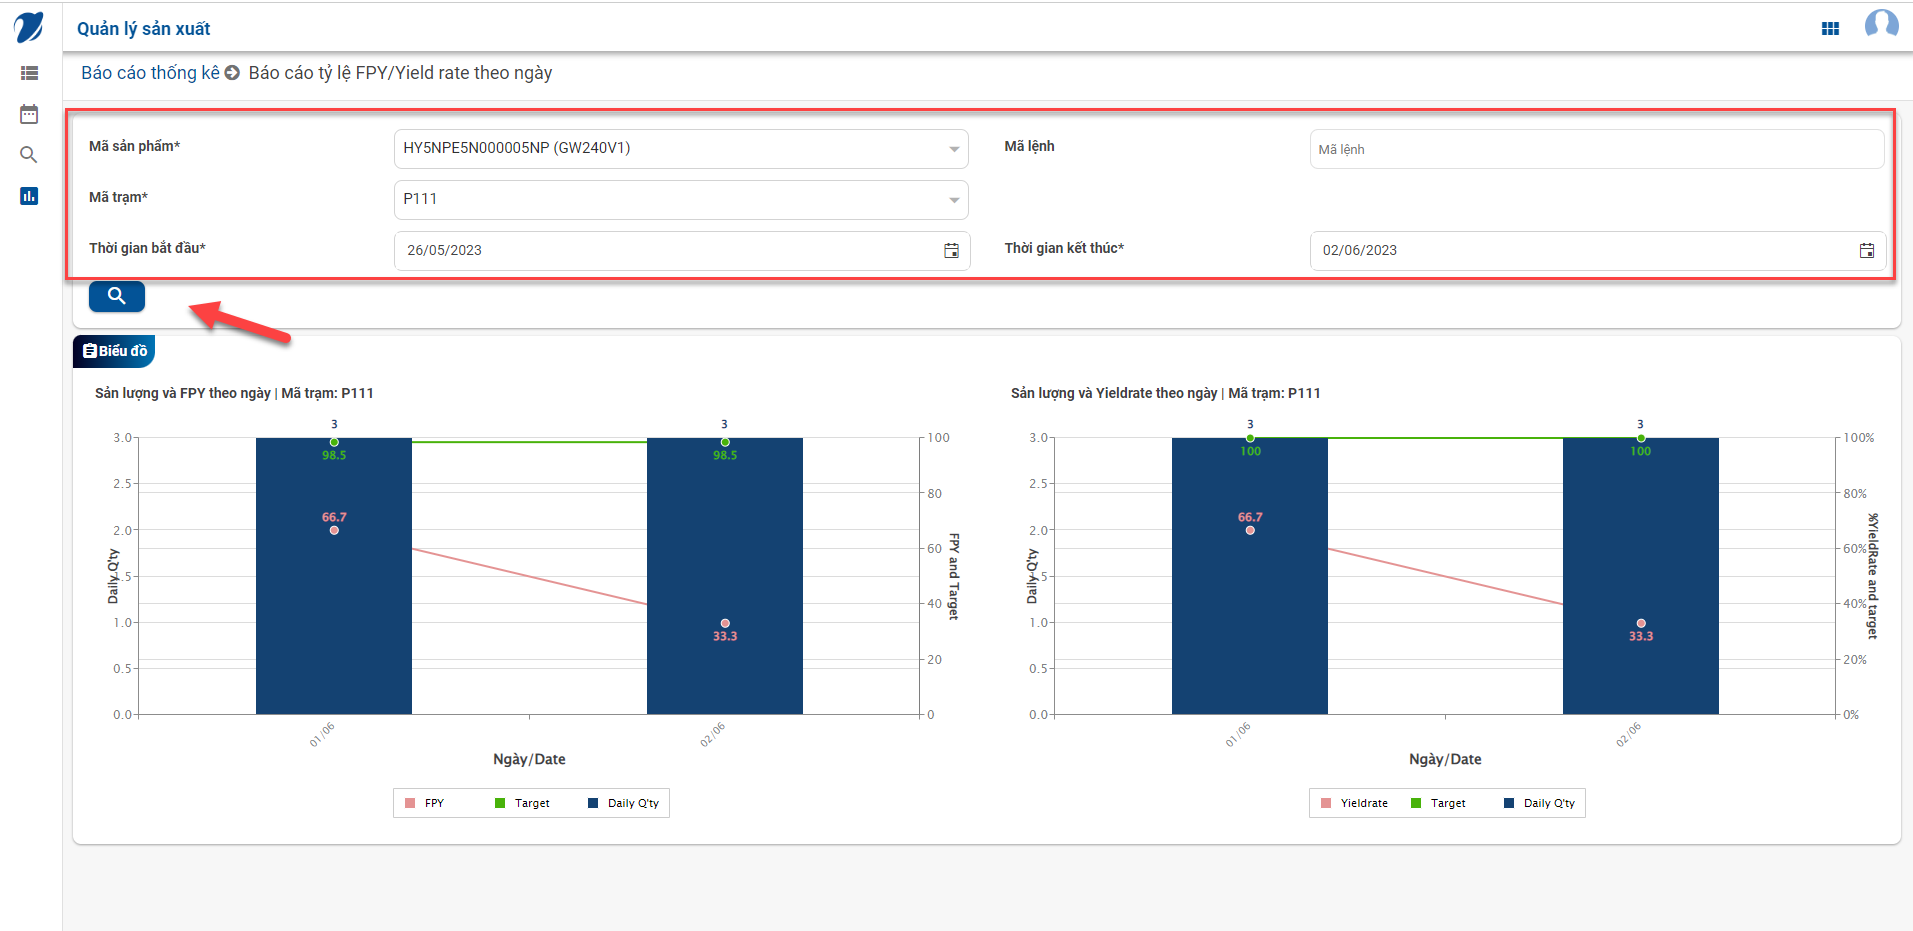 Quản lý sản xuất
Báo cáo thống kê Báo cáo tỷ lệ FPY/Yield rate theo ngày
Mã sản phẩm* HY5NPE5N000005NP (GW240V1) Mã lệnh Mã lệnh
Mã trạm* P111
Thời gian bắt đầu* 26/05/2023 Thời gian kết thúc* 02/06/2023
Biểu đồ
Sản lượng và FPY theo ngày | Mã trạm: P111
3 3
3.0 100
98.5 98.5
2.5
80
66.7
2.0
60
1.5
40
1.0
33.3
20
0.5
0.0 0
Daily Q'ty
FPY and Target
01/06 02/06
Ngày/Date
FPY Target Daily Q'ty
Sản lượng và Yieldrate theo ngày | Mã trạm: P111
3 3
3.0 100%
100 100
2.5
80%
66.7
2.0
60%
5
40%
1.0
33.3
20%
0.5
0.0 0%
Daily Q'ty
%YieldRate and target
01/06 02/06
Ngày/Date
Yieldrate Target Daily Q'ty